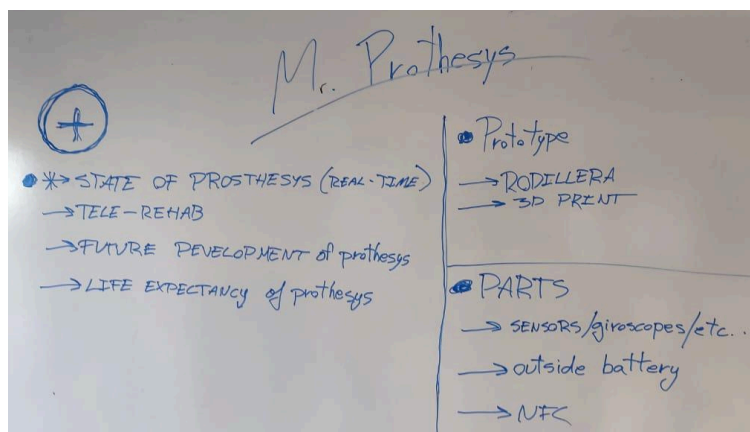 Mr. Prothesys
+
* → STATE OF PROSTHESYS (REAL-TIME)
→ TELE-REHAB
→ FUTURE DEVELOPMENT of prothesys
→ LIFE EXPECTANCY of prothesys
Prototype
→ RODILLERA
→ 3D PRINT
PARTS
→ SENSORS/giroscopes/etc...
→ outside battery
→ NFC